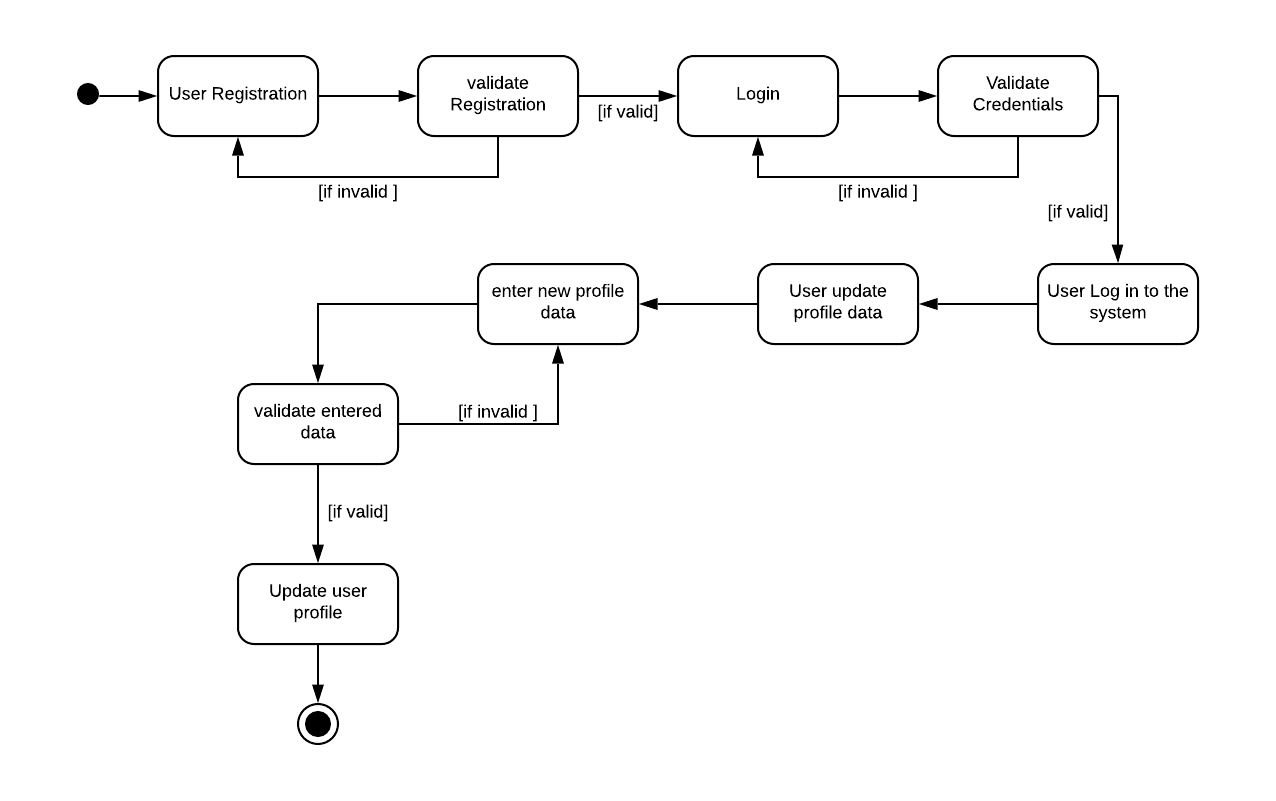 User Registration
validate
Registration
[if valid]
Login
Validate
Credentials
[if invalid ]
[if invalid ]
[if valid]
enter new profile
data
User update
profile data
User Log in to the
system
validate entered
data
[if invalid ]
[if valid]
Update user
profile